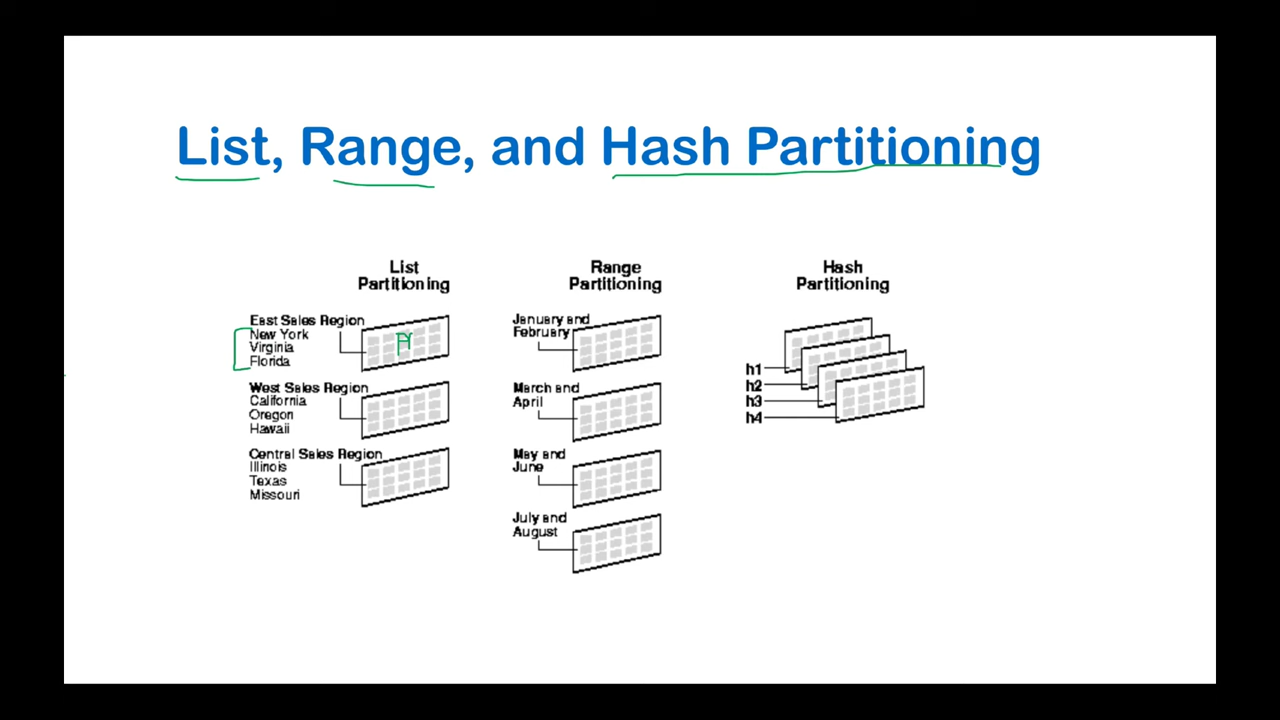 List, Range, and Hash Partitioning
List
Partitioning
East Sales Region
New York
Virginia
Florida
West Sales Region
California
Oregon
Hawaii
Central Sales Region
Illinois
Texas
Missouri
Range
Partitioning
January and
February
March and
April
May and
June
July and
August
Hash
Partitioning
h1
h2
h3
h4